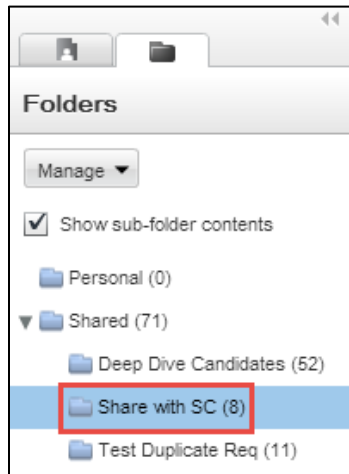 Folders
Manage
Show sub-folder contents
Personal (0)
Shared (71)
Deep Dive Candidates (52)
Share with SC (8)
Test Duplicate Req (11)